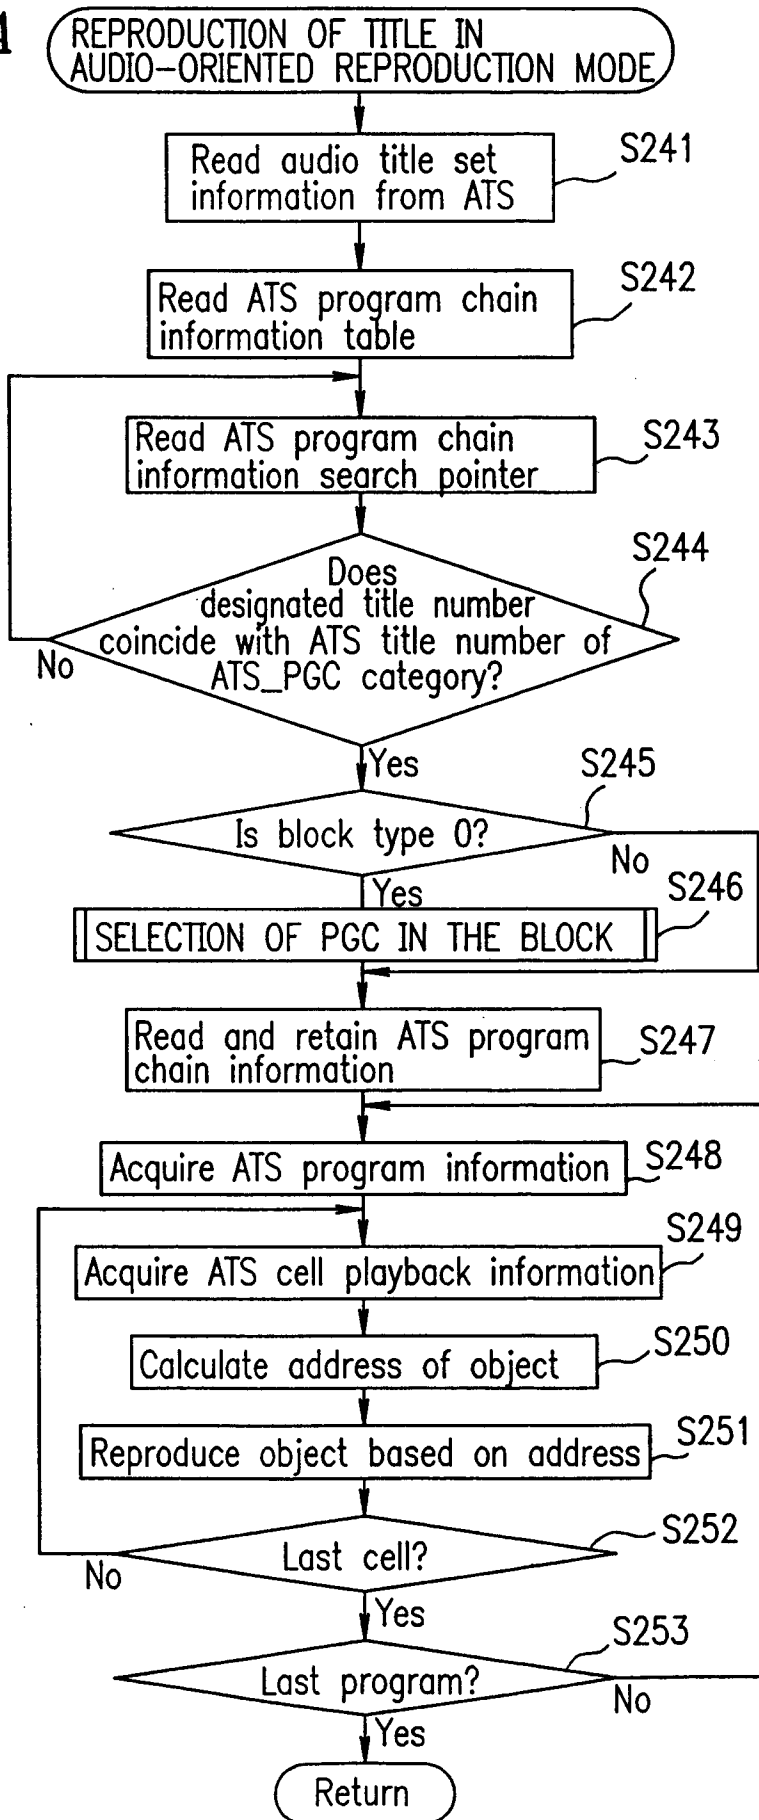 REPRODUCTION OF TITLE IN
AUDIO-ORIENTED REPRODUCTION MODE
Read audio title set
information from ATS
S241
Read ATS program chain
information table
S242
Read ATS program chain
information search pointer
S243
Does
designated title number
coincide with ATS title number of
ATS_PGC category?
S244
No
Yes
Is block type 0?
S245
No
Yes
SELECTION OF PGC IN THE BLOCK
S246
Read and retain ATS program
chain information
S247
Acquire ATS program information
S248
Acquire ATS cell playback information
S249
Calculate address of object
S250
Reproduce object based on address
S251
Last cell?
S252
No
Yes
Last program?
S253
No
Yes
Return